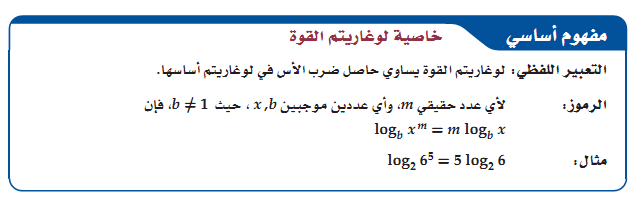 مفهوم أساسي خاصية لوغاريتم القوة
التعبير اللفظي: لوغاريتم القوة يساوي حاصل ضرب الأس في لوغاريتم أساسها.
الرموز: لأي عدد حقيقي m، وأي عددين موجبين x ,b ، حيث b ≠ 1، فإن
log_b x^m = m log_b x
مثال: log_2 6^5 = 5 log_2 6